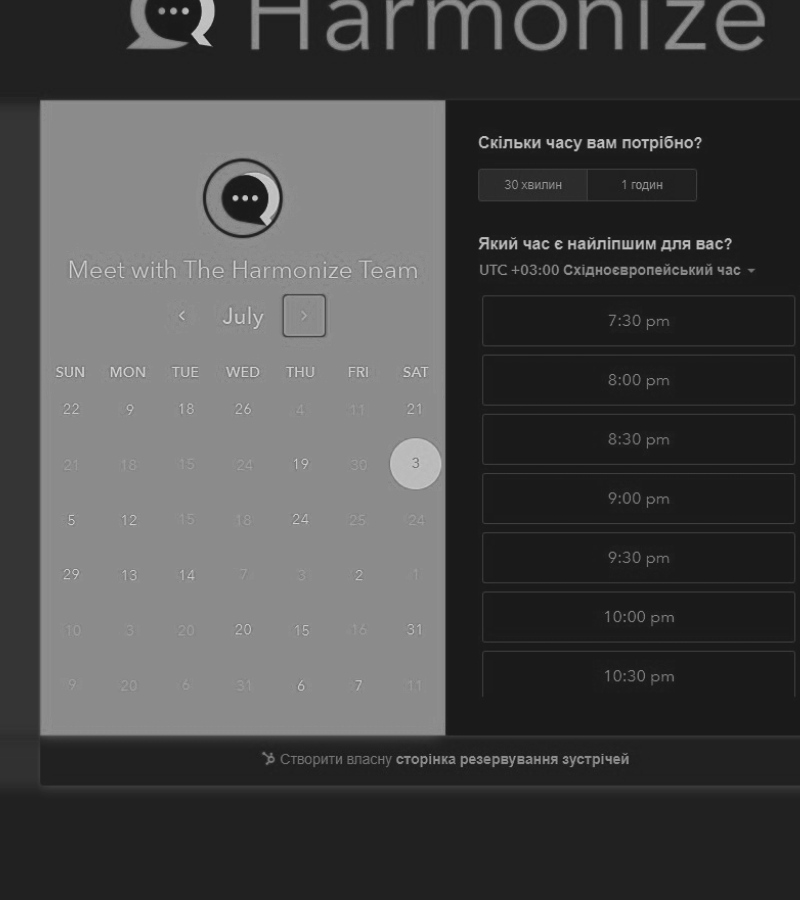 Harmonize
Meet with The Harmonize Team
July
SUN MON TUE WED THU FRI SAT
22 9 18 26 4 11 21
21 18 15 24 19 30 3
5 12 15 18 24 25 24
29 13 14 7 3 2 1
10 3 20 20 15 16 31
9 20 6 31 6 7 11
Скільки часу вам потрібно?
30 хвилин 1 годин
Який час є найліпшим для вас?
UTC +03:00 Східноєвропейський час
7:30 pm
8:00 pm
8:30 pm
9:00 pm
9:30 pm
10:00 pm
10:30 pm
Створити власну сторінка резервування зустрічей